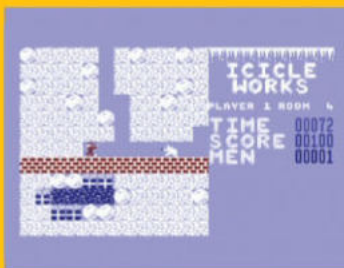 ICICLE
WORKS
PLAYER 1 ROOM 4
TIME 00072
SCORE 00100
MEN 00001